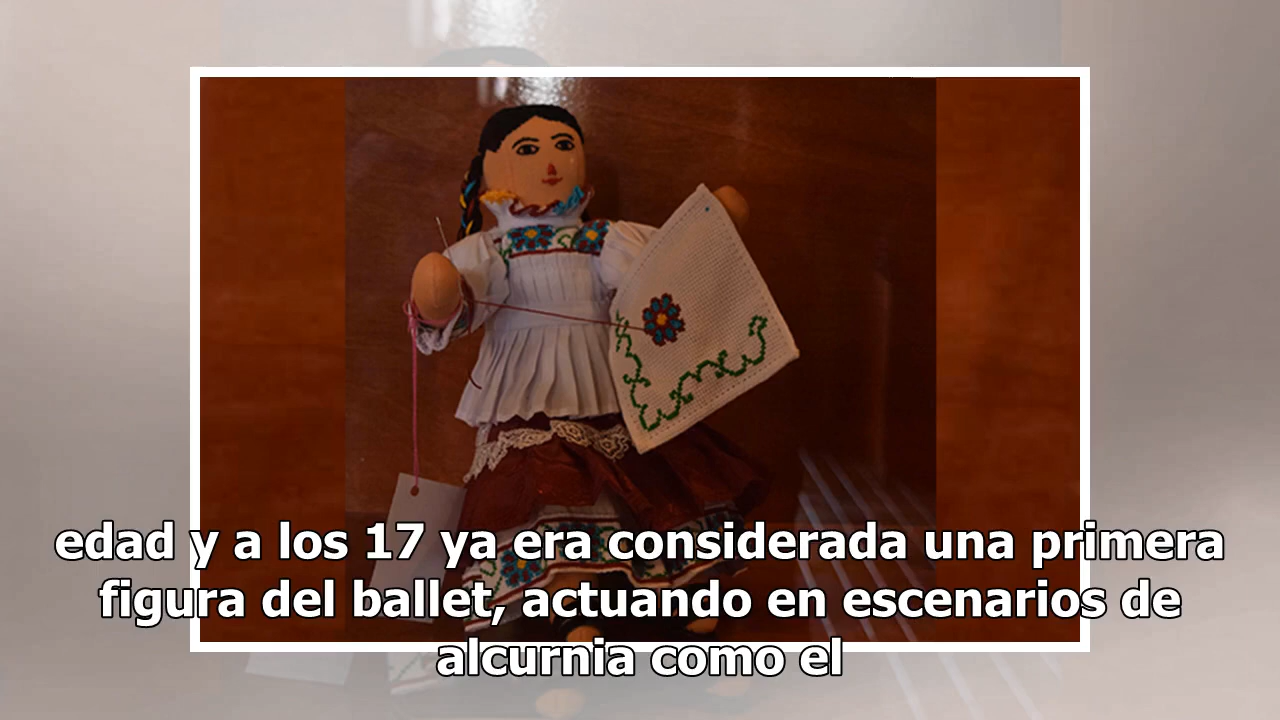 edad y a los 17 ya era considerada una primera
figura del ballet, actuando en escenarios de
alcurnia como el